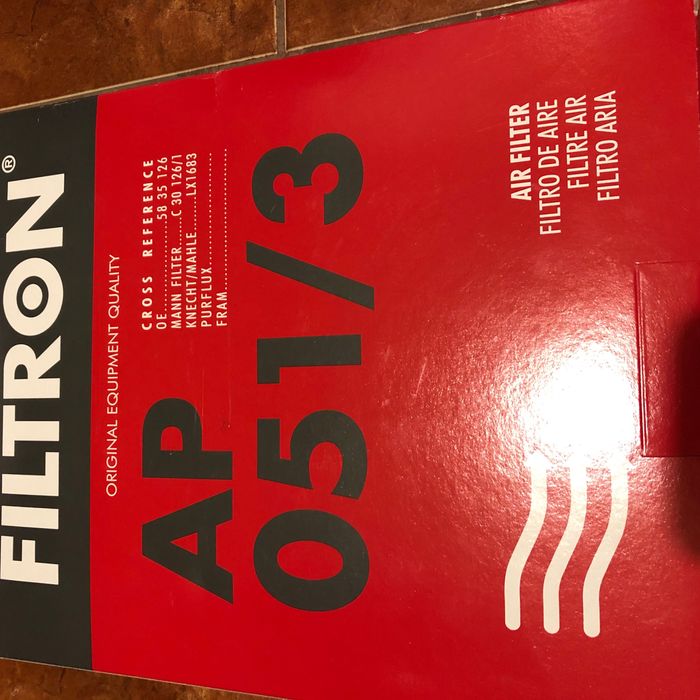 FILTRON®
ORIGINAL EQUIPMENT QUALITY
CROSS REFERENCE
OE....................58 35 126
MANN FILTER......C 30 126/1
KNECHT/MAHLE.........LX1683
PURFLUX......................
FRAM.........................
AP
051/3
AIR FILTER
FILTRO DE AIRE
FILTRE AIR
FILTRO ARIA